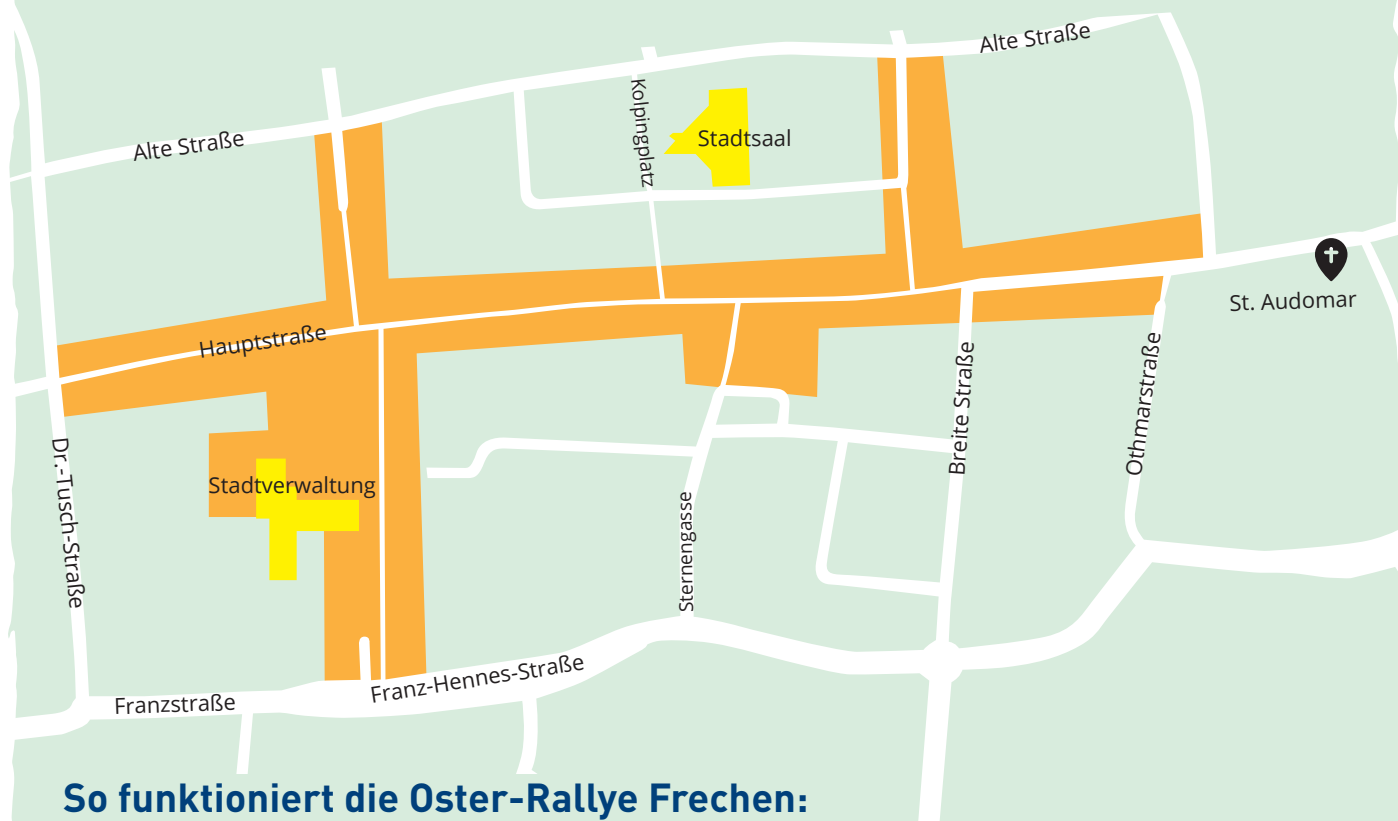 Alte Straße
Kolpingplatz
Stadtsaal
Alte Straße
Hauptstraße
St. Audomar
Dr.-Tusch-Straße
Stadtverwaltung
Sternengasse
Breite Straße
Othmarstraße
Franzstraße
Franz-Hennes-Straße
So funktioniert die Oster-Rallye Frechen: